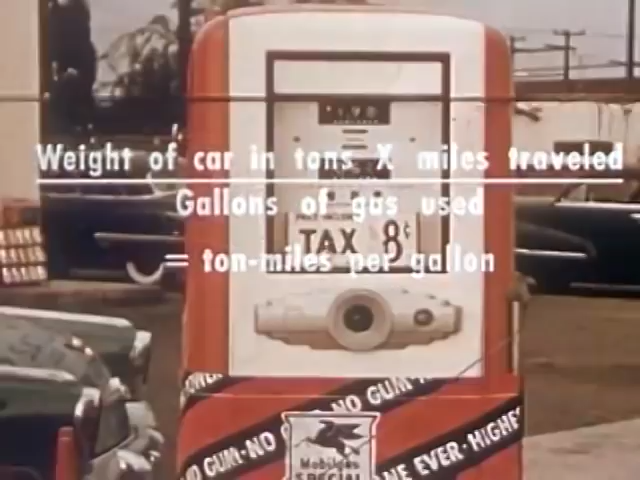 Weight of car in tons X miles traveled
Gallons of gas used
TAX 8¢
= ton-miles per gallon
NO GUM
O GUM-NO
NE EVER-HIGHE
Mobilgas
SPECIAL